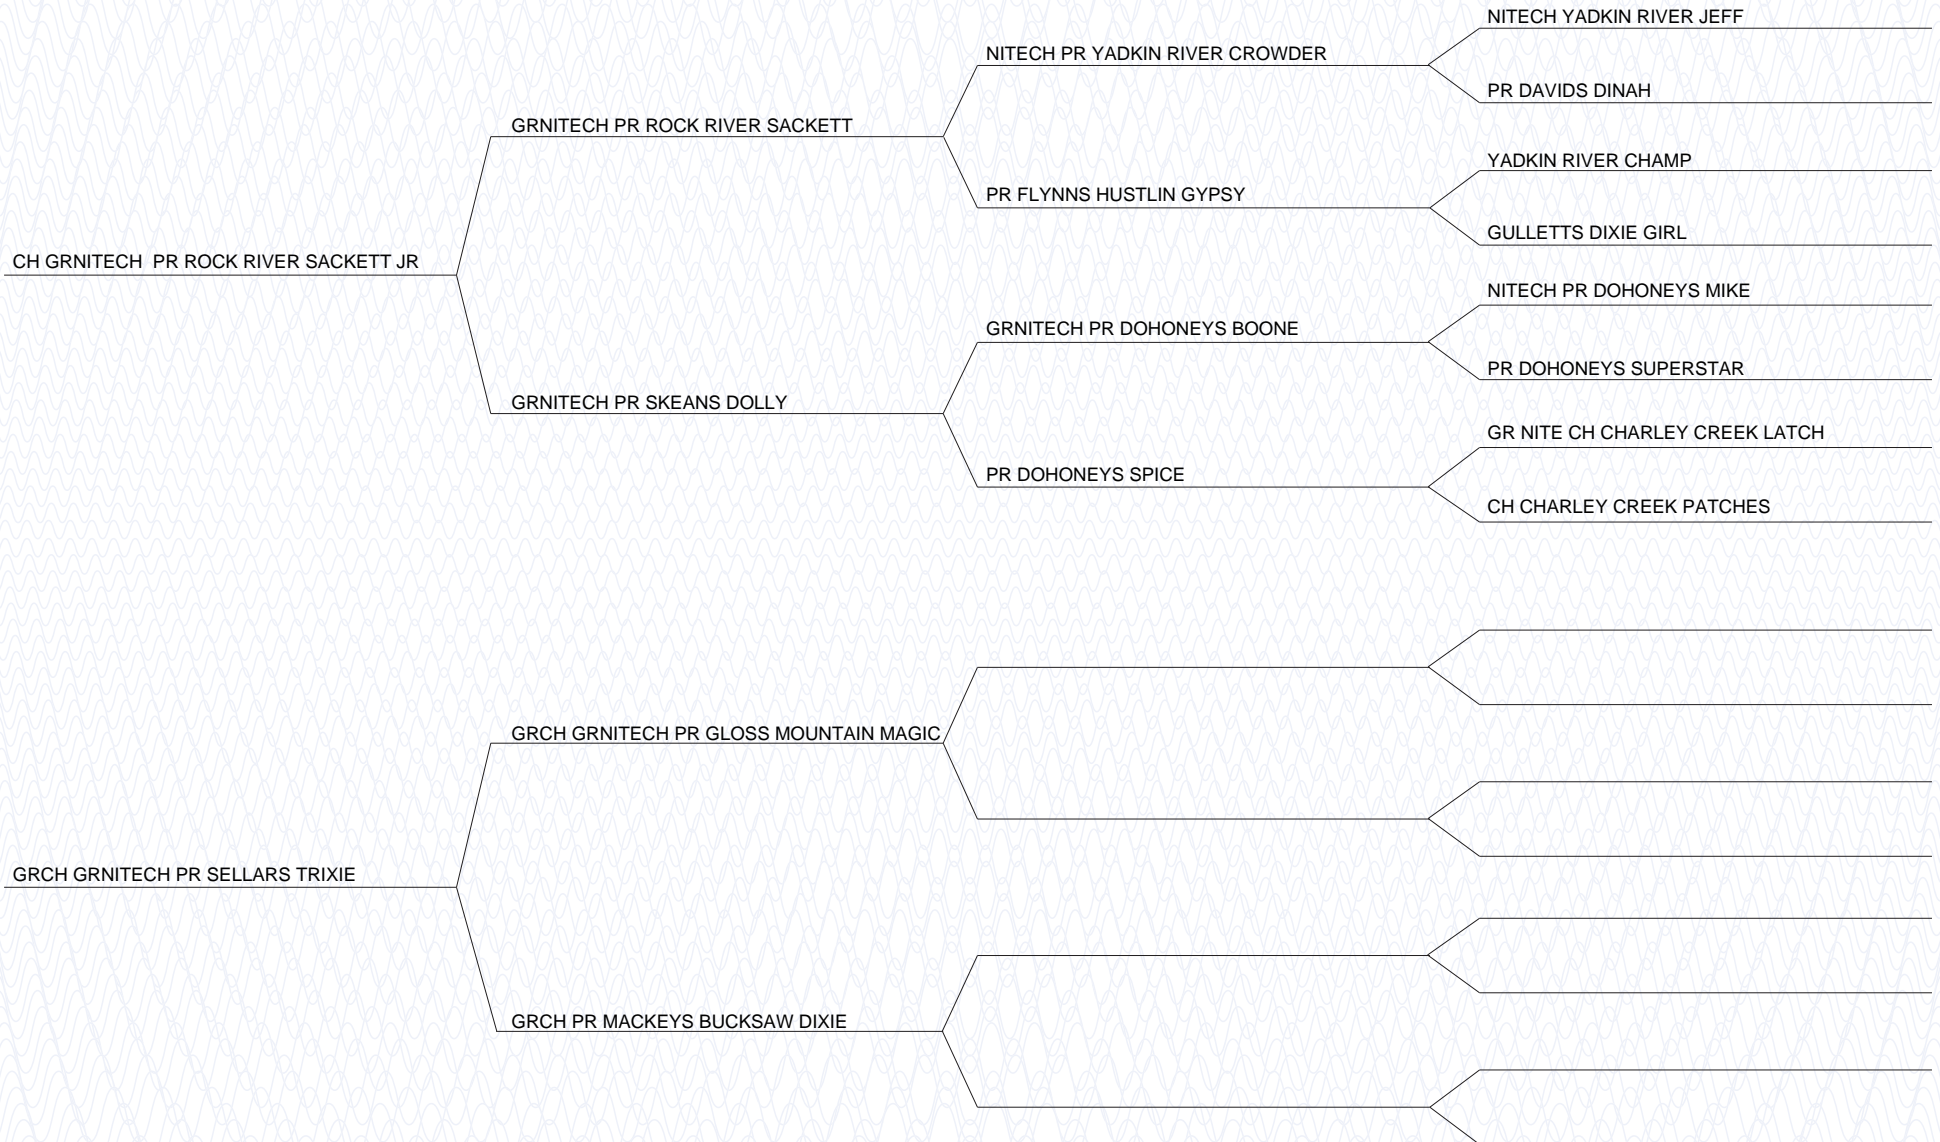 NITECH YADKIN RIVER JEFF
NITECH PR YADKIN RIVER CROWDER
PR DAVIDS DINAH
GRNITECH PR ROCK RIVER SACKETT
YADKIN RIVER CHAMP
PR FLYNNS HUSTLIN GYPSY
GULLETTS DIXIE GIRL
CH GRNITECH  PR ROCK RIVER SACKETT JR
NITECH PR DOHONEYS MIKE
GRNITECH PR DOHONEYS BOONE
PR DOHONEYS SUPERSTAR
GRNITECH PR SKEANS DOLLY
GR NITE CH CHARLEY CREEK LATCH
PR DOHONEYS SPICE
CH CHARLEY CREEK PATCHES
GRCH GRNITECH PR GLOSS MOUNTAIN MAGIC
GRCH GRNITECH PR SELLARS TRIXIE
GRCH PR MACKEYS BUCKSAW DIXIE